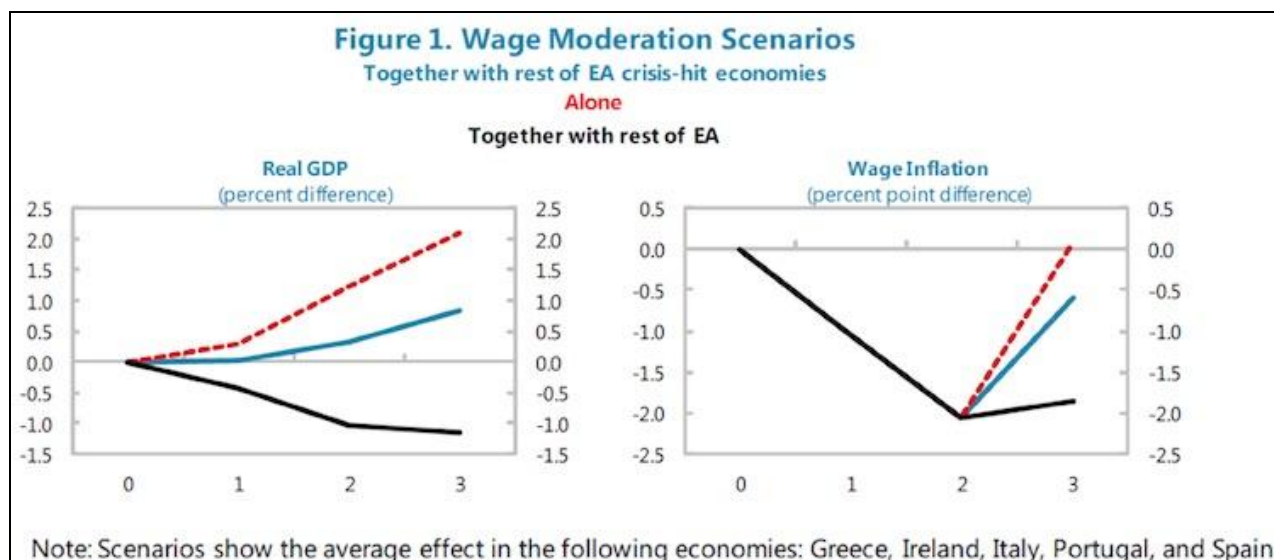 Figure 1. Wage Moderation Scenarios
Together with rest of EA crisis-hit economies
Alone
Together with rest of EA
Real GDP
(percent difference)
2.5 2.5
2.0 2.0
1.5 1.5
1.0 1.0
0.5 0.5
0.0 0.0
-0.5 -0.5
-1.0 -1.0
-1.5 -1.5
0 1 2 3
Wage Inflation
(percent point difference)
0.5 0.5
0.0 0.0
-0.5 -0.5
-1.0 -1.0
-1.5 -1.5
-2.0 -2.0
-2.5 -2.5
0 1 2 3
Note: Scenarios show the average effect in the following economies: Greece, Ireland, Italy, Portugal, and Spain